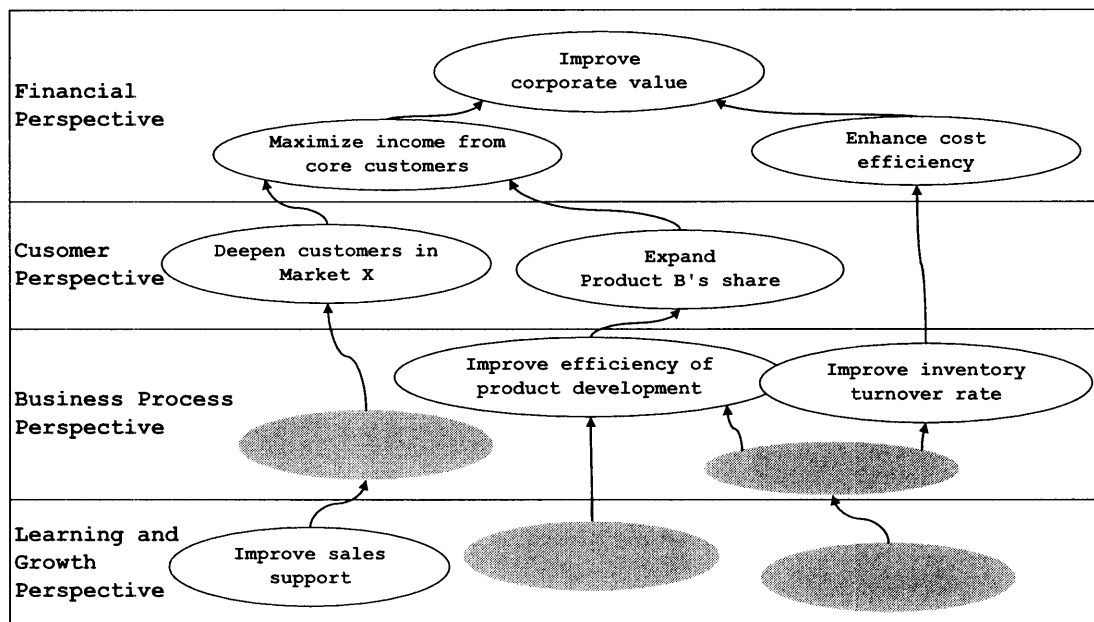 Improve
corporate value
Financial
Perspective
Maximize income from
core customers
Enhance cost
efficiency
Cusomer
Perspective
Deepen customers in
Market X
Expand
Product B's share
Improve efficiency of
product development
Improve inventory
turnover rate
Business Process
Perspective
Learning and
Growth
Perspective
Improve sales
support